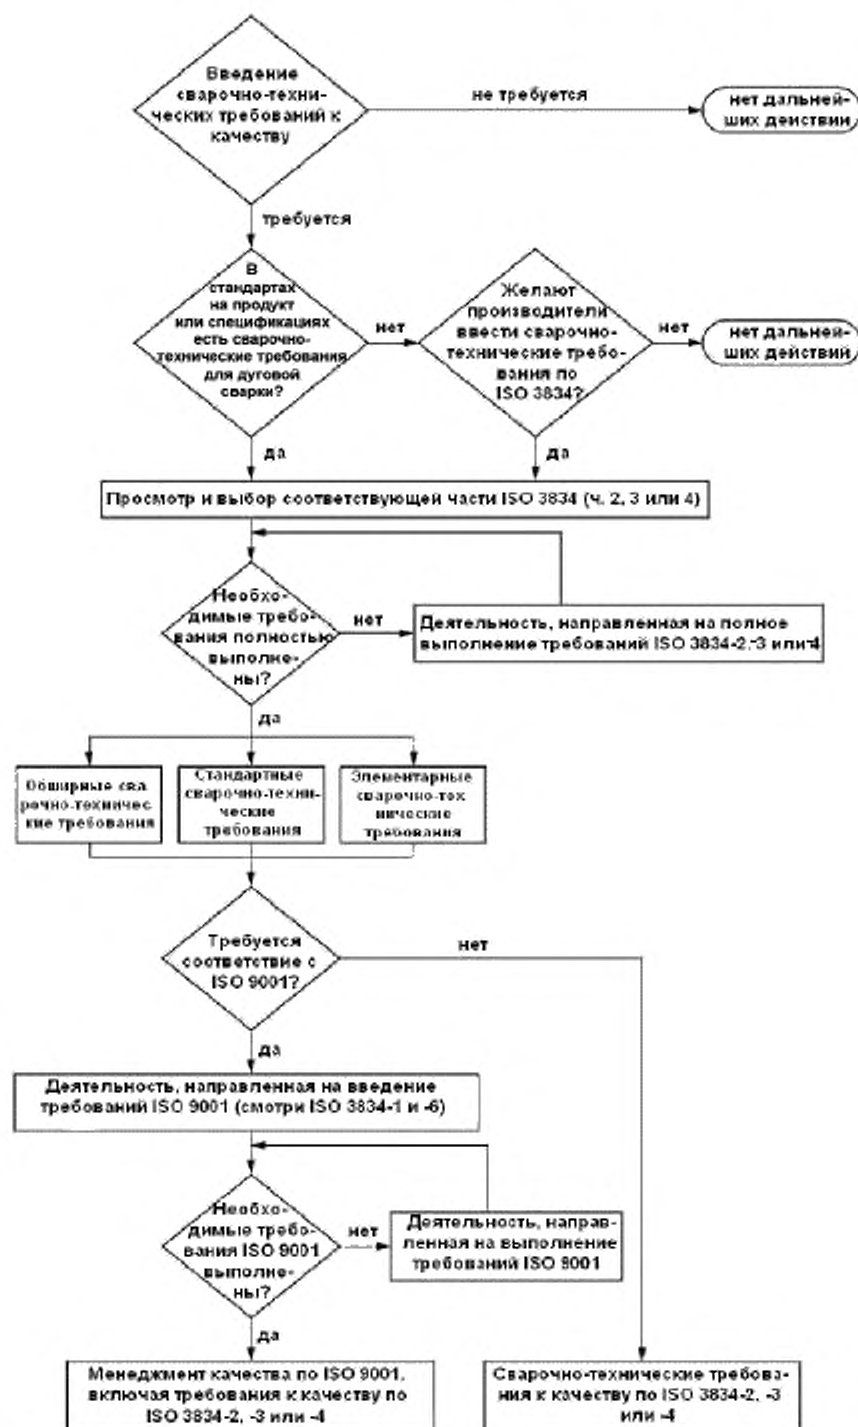 Введение
сварочно-техни-
ческих требований к
качеству
не требуется
нет дальней-
ших действии
требуется
В
стандартах
на продукт
или спецификациях
есть сварочно-
технические требования
для дуговой
сварки?
нет
Желают
производители
ввести сварочно-
технические требо-
вания по
ISO 3834?
нет
нет дальней-
ших действий
да
да
Просмотр и выбор соответствующей части ISO 3834 (ч. 2, 3 или 4)
Необхо-
димые требо-
вания полностью
выполне-
ны?
нет
Деятельность, направленная на полное
выполнение требований ISO 3834-2,-3 или-4
да
Обширные сва
рочно-техничес-
кие требования
Стандартные
сварочно-техни-
ческие
требования
Элементарные
сварочно-тех
нические
требования
Требуется
соответствие с
ISO 9001?
нет
да
Деятельность, направленная на введение
требований ISO 9001 (смотри ISO 3834-1 и -6)
Необхо-
димые требо-
вания ISO 9001
выполне-
ны?
нет
Деятельность, направ-
ленная на выполнение
требований ISO 9001
да
Менеджмент качества по ISO 9001,
включая требования к качеству по
ISO 3834-2, -3 или -4
Сварочно-технические требова-
ния к качеству по ISO 3834-2, -3
или -4